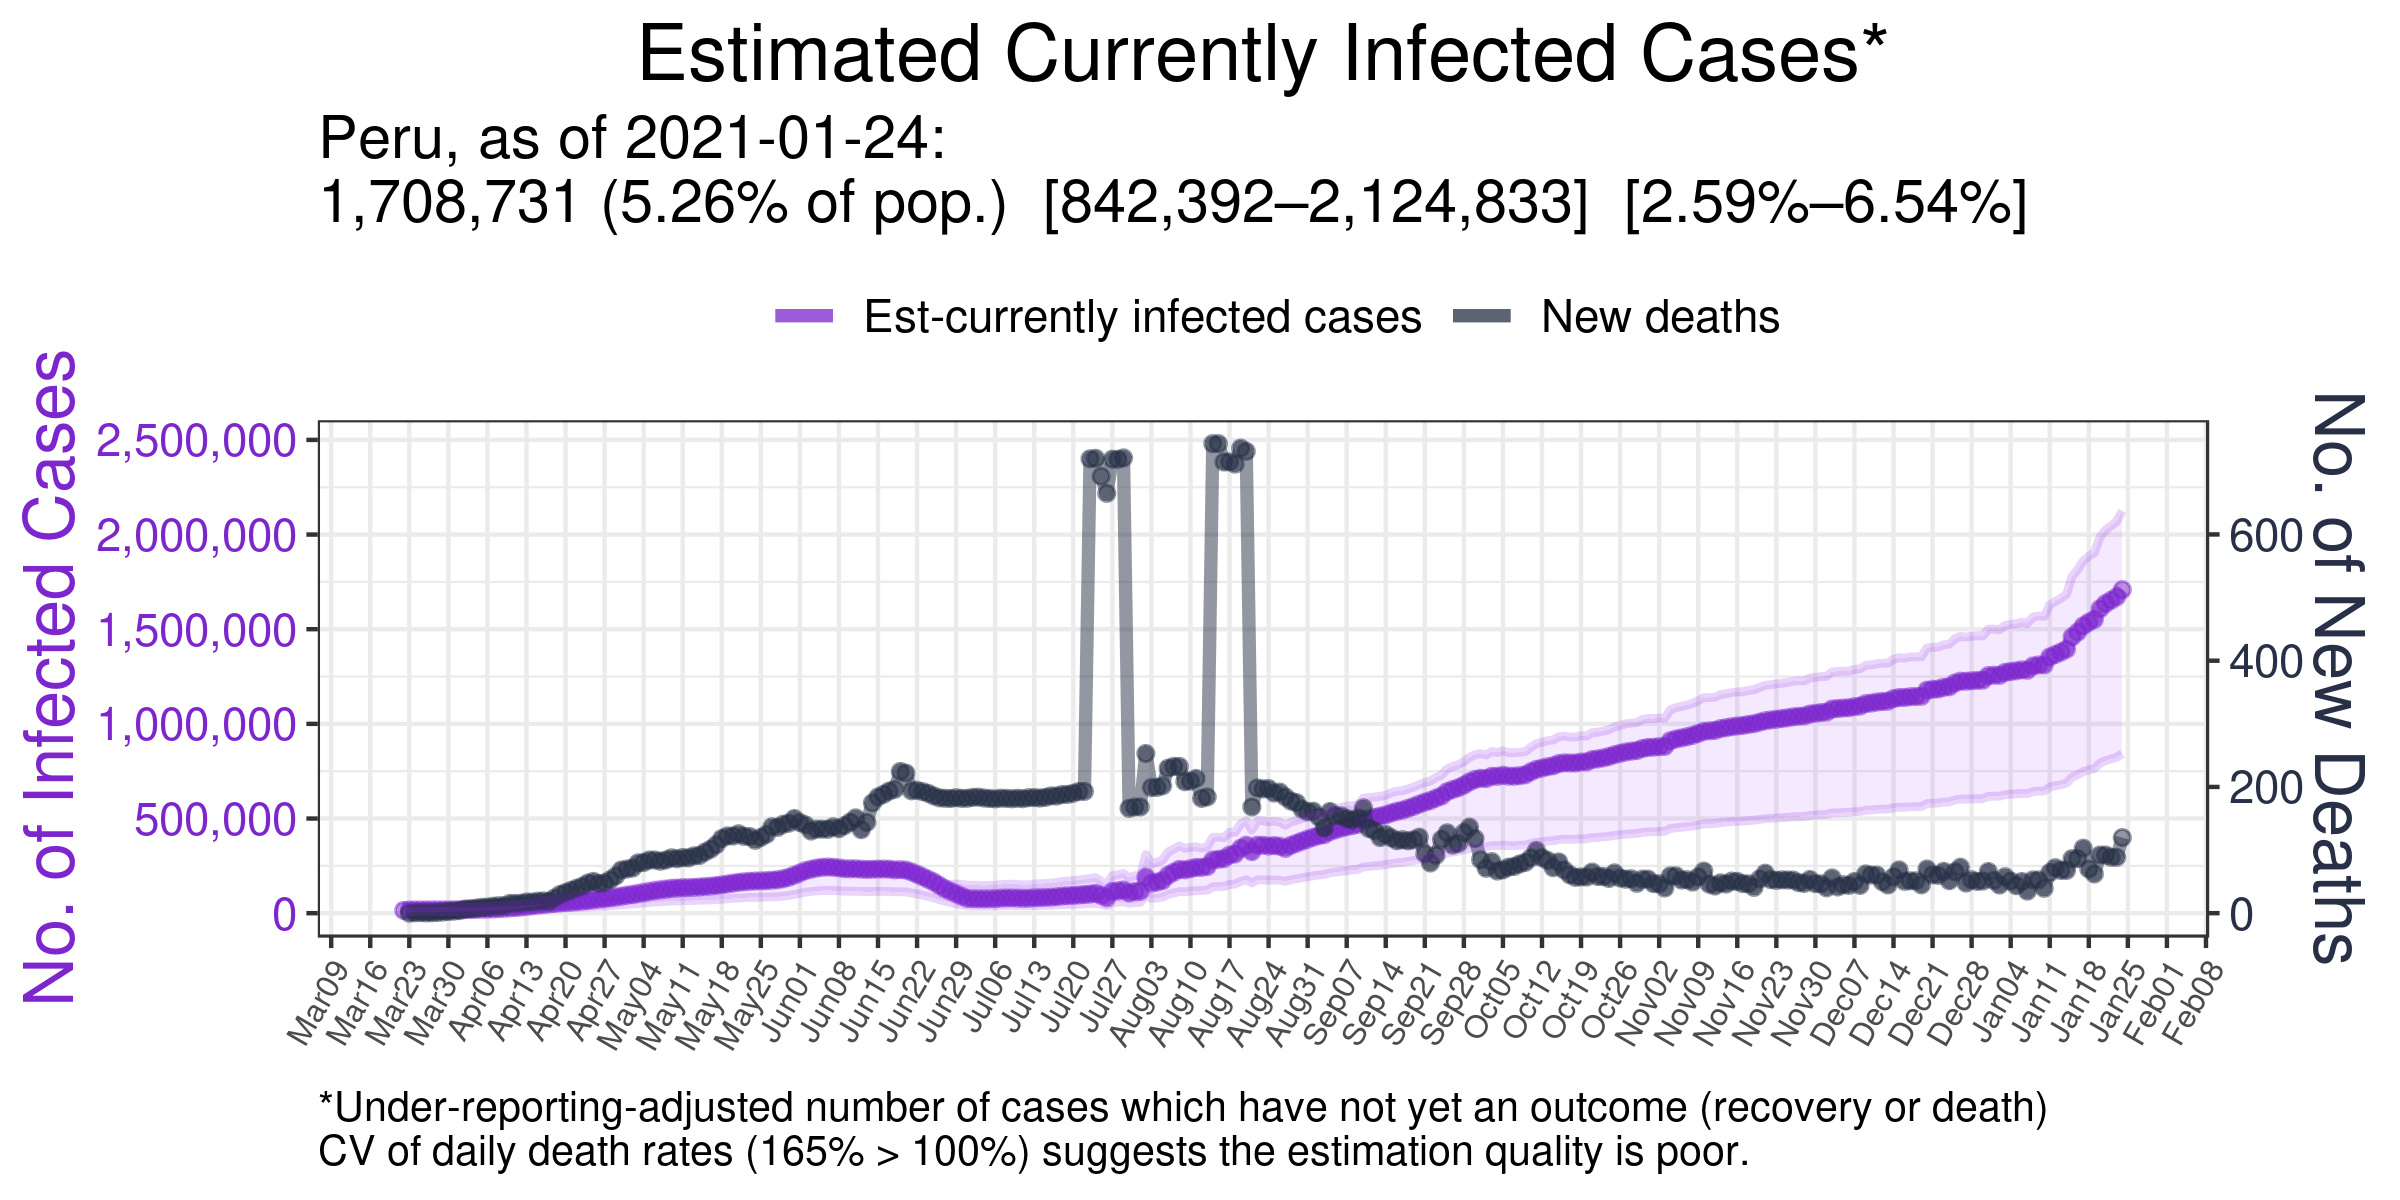 Estimated Currently Infected Cases*
Peru, as of 2021-01-24:
1,708,731 (5.26% of pop.) [842,392–2,124,833] [2.59%–6.54%]
Est-currently infected cases
New deaths
No. of Infected Cases
2,500,000
2,000,000
1,500,000
1,000,000
500,000
0
No. of New Deaths
600
400
200
0
Mar09
Mar16
Mar23
Mar30
Apr06
Apr13
Apr20
Apr27
May04
May11
May18
May25
Jun01
Jun08
Jun15
Jun22
Jun29
Jul06
Jul13
Jul20
Jul27
Aug03
Aug10
Aug17
Aug24
Aug31
Sep07
Sep14
Sep21
Sep28
Oct05
Oct12
Oct19
Oct26
Nov02
Nov09
Nov16
Nov23
Nov30
Dec07
Dec14
Dec21
Dec28
Jan04
Jan11
Jan18
Jan25
Feb01
Feb08
*Under-reporting-adjusted number of cases which have not yet an outcome (recovery or death)
CV of daily death rates (165% > 100%) suggests the estimation quality is poor.